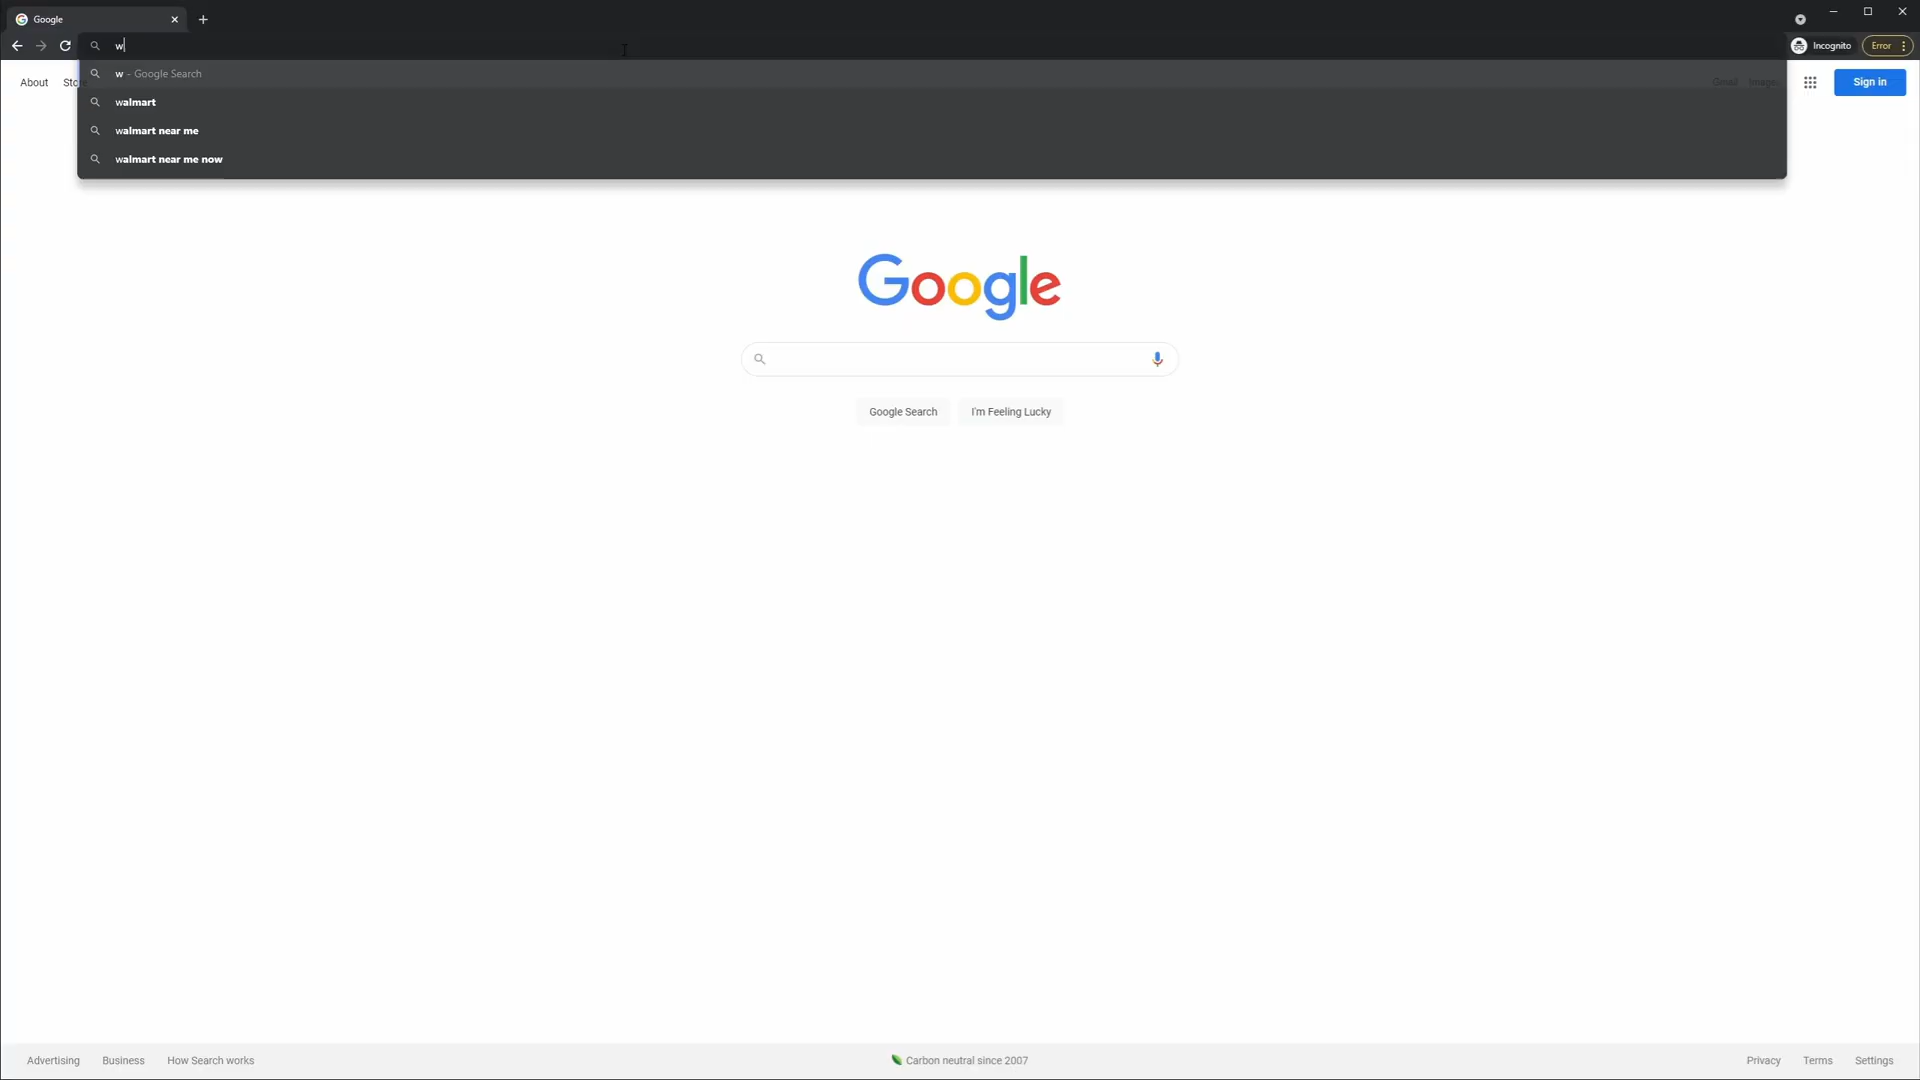 Google
w
Incognito
Error
w - Google Search
walmart
walmart near me
walmart near me now
About
Gmail
Sign in
Google
Google Search
I'm Feeling Lucky
Advertising
Business
How Search works
Carbon neutral since 2007
Privacy
Terms
Settings